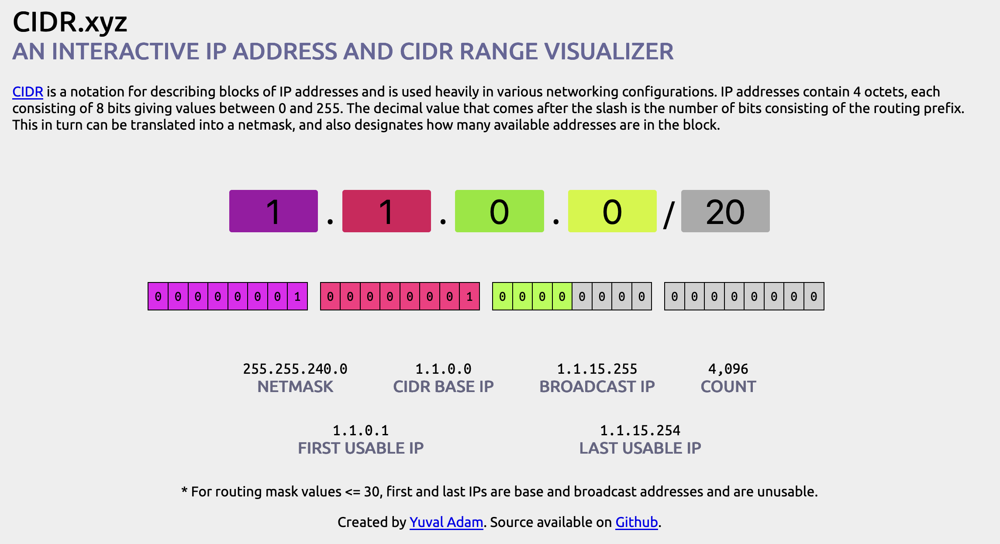 CIDR.xyz
AN INTERACTIVE IP ADDRESS AND CIDR RANGE VISUALIZER
CIDR is a notation for describing blocks of IP addresses and is used heavily in various networking configurations. IP addresses contain 4 octets, each
consisting of 8 bits giving values between 0 and 255. The decimal value that comes after the slash is the number of bits consisting of the routing prefix.
This in turn can be translated into a netmask, and also designates how many available addresses are in the block.
1 . 1 . 0 . 0 / 20
0 0 0 0 0 0 0 1 0 0 0 0 0 0 0 1 0 0 0 0 0 0 0 0 0 0 0 0 0 0 0 0
255.255.240.0 1.1.0.0 1.1.15.255 4,096
NETMASK CIDR BASE IP BROADCAST IP COUNT
1.1.0.1 1.1.15.254
FIRST USABLE IP LAST USABLE IP
* For routing mask values <= 30, first and last IPs are base and broadcast addresses and are unusable.
Created by Yuval Adam. Source available on Github.